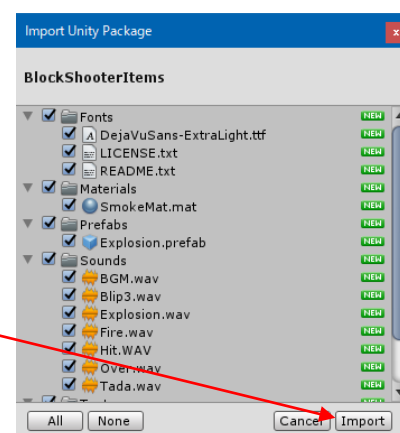 Import Unity Package x
BlockShooterItems
Fonts NEW
DejaVuSans-ExtraLight.ttf NEW
LICENSE.txt NEW
README.txt NEW
Materials NEW
SmokeMat.mat NEW
Prefabs NEW
Explosion.prefab NEW
Sounds NEW
BGM.wav NEW
Blip3.wav NEW
Explosion.wav NEW
Fire.wav NEW
Hit.WAV NEW
Over.wav NEW
Tada.wav NEW
All None Cancel Import